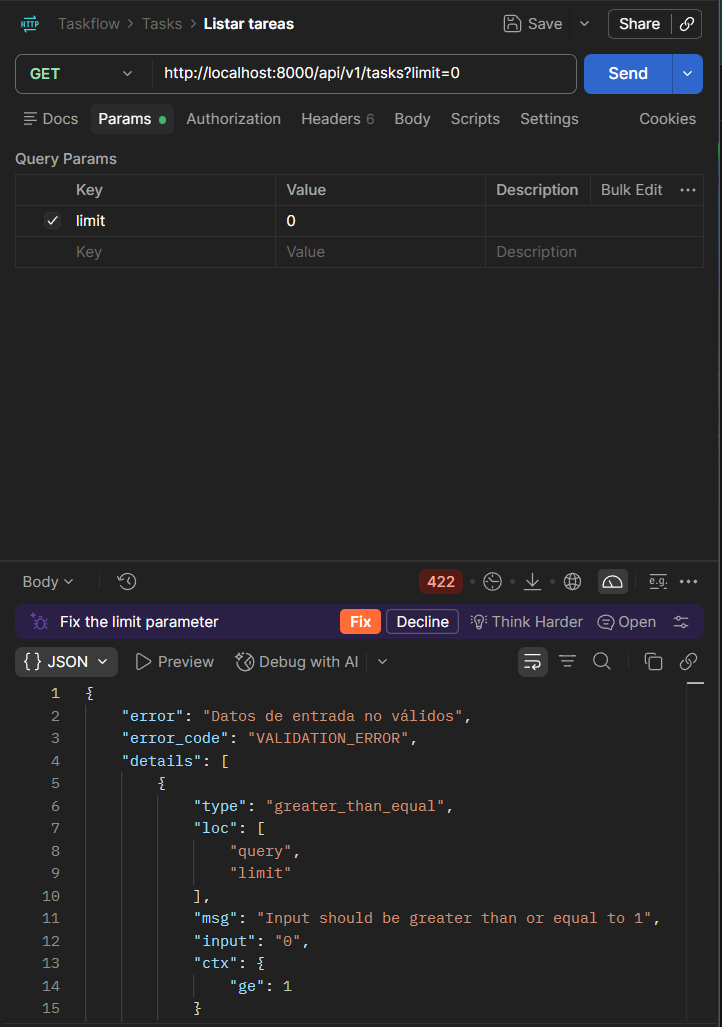 HTTP Taskflow > Tasks > Listar tareas Save Share
GET http://localhost:8000/api/v1/tasks?limit=0 Send
Docs Params Authorization Headers 6 Body Scripts Settings Cookies
Query Params
Key Value Description Bulk Edit
limit 0
Key Value Description
Body 422 e.g.
Fix the limit parameter Fix Decline Think Harder Open
{ } JSON Preview Debug with AI
1 {
2 "error": "Datos de entrada no válidos",
3 "error_code": "VALIDATION_ERROR",
4 "details": [
5 {
6 "type": "greater_than_equal",
7 "loc": [
8 "query",
9 "limit"
10 ],
11 "msg": "Input should be greater than or equal to 1",
12 "input": "0",
13 "ctx": {
14 "ge": 1
15 }